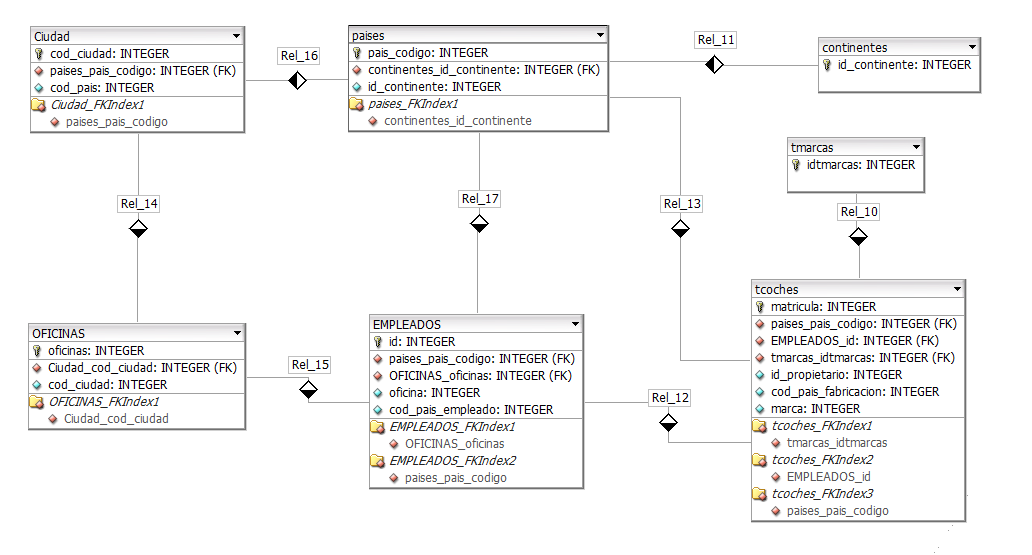 Ciudad
cod_ciudad: INTEGER
paises_pais_codigo: INTEGER (FK)
cod_pais: INTEGER
Ciudad_FKIndex1
paises_pais_codigo
Rel_16
paises
pais_codigo: INTEGER
continentes_id_continente: INTEGER (FK)
id_continente: INTEGER
paises_FKIndex1
continentes_id_continente
Rel_11
continentes
id_continente: INTEGER
tmarcas
idtmarcas: INTEGER
Rel_14
Rel_17
Rel_13
Rel_10
OFICINAS
oficinas: INTEGER
Ciudad_cod_ciudad: INTEGER (FK)
cod_ciudad: INTEGER
OFICINAS_FKIndex1
Ciudad_cod_ciudad
Rel_15
EMPLEADOS
id: INTEGER
paises_pais_codigo: INTEGER (FK)
OFICINAS_oficinas: INTEGER (FK)
oficina: INTEGER
cod_pais_empleado: INTEGER
EMPLEADOS_FKIndex1
OFICINAS_oficinas
EMPLEADOS_FKIndex2
paises_pais_codigo
Rel_12
tcoches
matricula: INTEGER
paises_pais_codigo: INTEGER (FK)
EMPLEADOS_id: INTEGER (FK)
tmarcas_idtmarcas: INTEGER (FK)
id_propietario: INTEGER
cod_pais_fabricacion: INTEGER
marca: INTEGER
tcoches_FKIndex1
tmarcas_idtmarcas
tcoches_FKIndex2
EMPLEADOS_id
tcoches_FKIndex3
paises_pais_codigo